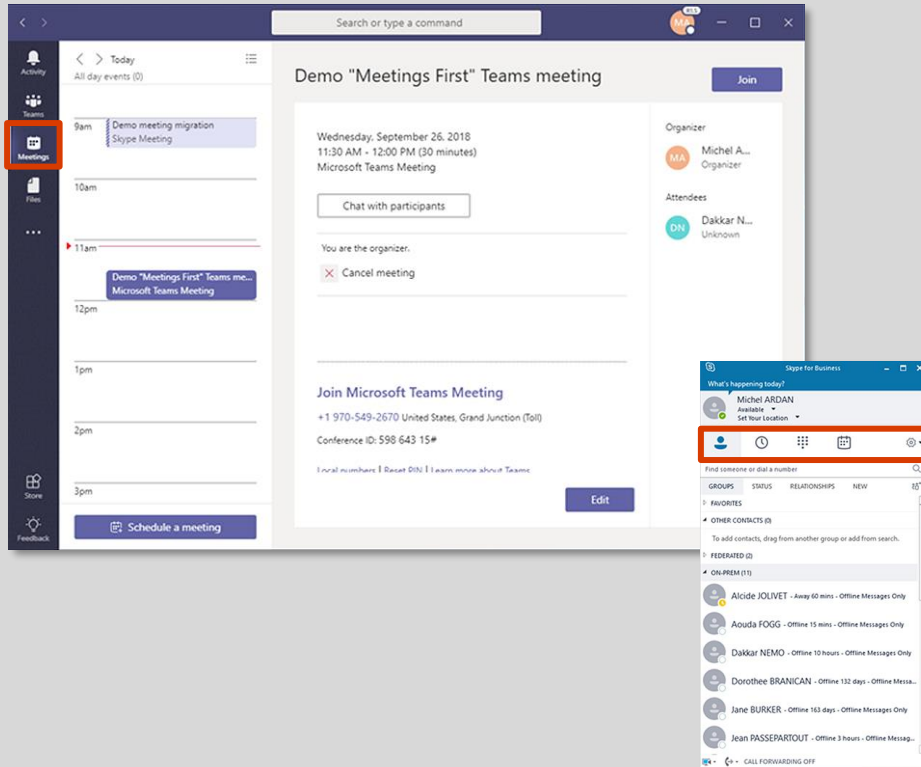 Search or type a command
MA
Activity
Teams
Meetings
Files
Store
Feedback
Today
All day events (0)
9am
Demo meeting migration
Skype Meeting
10am
11am
Demo "Meetings First" Teams me...
Microsoft Teams Meeting
12pm
1pm
2pm
3pm
Schedule a meeting
Demo "Meetings First" Teams meeting
Join
Wednesday, September 26, 2018
11:30 AM - 12:00 PM (30 minutes)
Microsoft Teams Meeting
Chat with participants
You are the organizer.
Cancel meeting
Join Microsoft Teams Meeting
+1 970-549-2670 United States, Grand Junction (Toll)
Conference ID: 598 643 15#
Local numbers | Reset PIN | Learn more about Teams
Edit
Organizer
MA
Michel A...
Organizer
Attendees
DN
Dakkar N...
Unknown
Skype for Business
What's happening today?
Michel ARDAN
Available
Set Your Location
Find someone or dial a number
GROUPS STATUS RELATIONSHIPS NEW
FAVORITES
OTHER CONTACTS (0)
To add contacts, drag from another group or add from search.
FEDERATED (2)
ON-PREM (11)
Alcide JOLIVET - Away 60 mins - Offline Messages Only
Aouda FOGG - Offline 15 mins - Offline Messages Only
Dakkar NEMO - Offline 10 hours - Offline Messages Only
Dorothee BRANICAN - Offline 132 days - Offline Messa...
Jane BURKER - Offline 163 days - Offline Messages Only
Jean PASSEPARTOUT - Offline 3 hours - Offline Messag...
CALL FORWARDING OFF